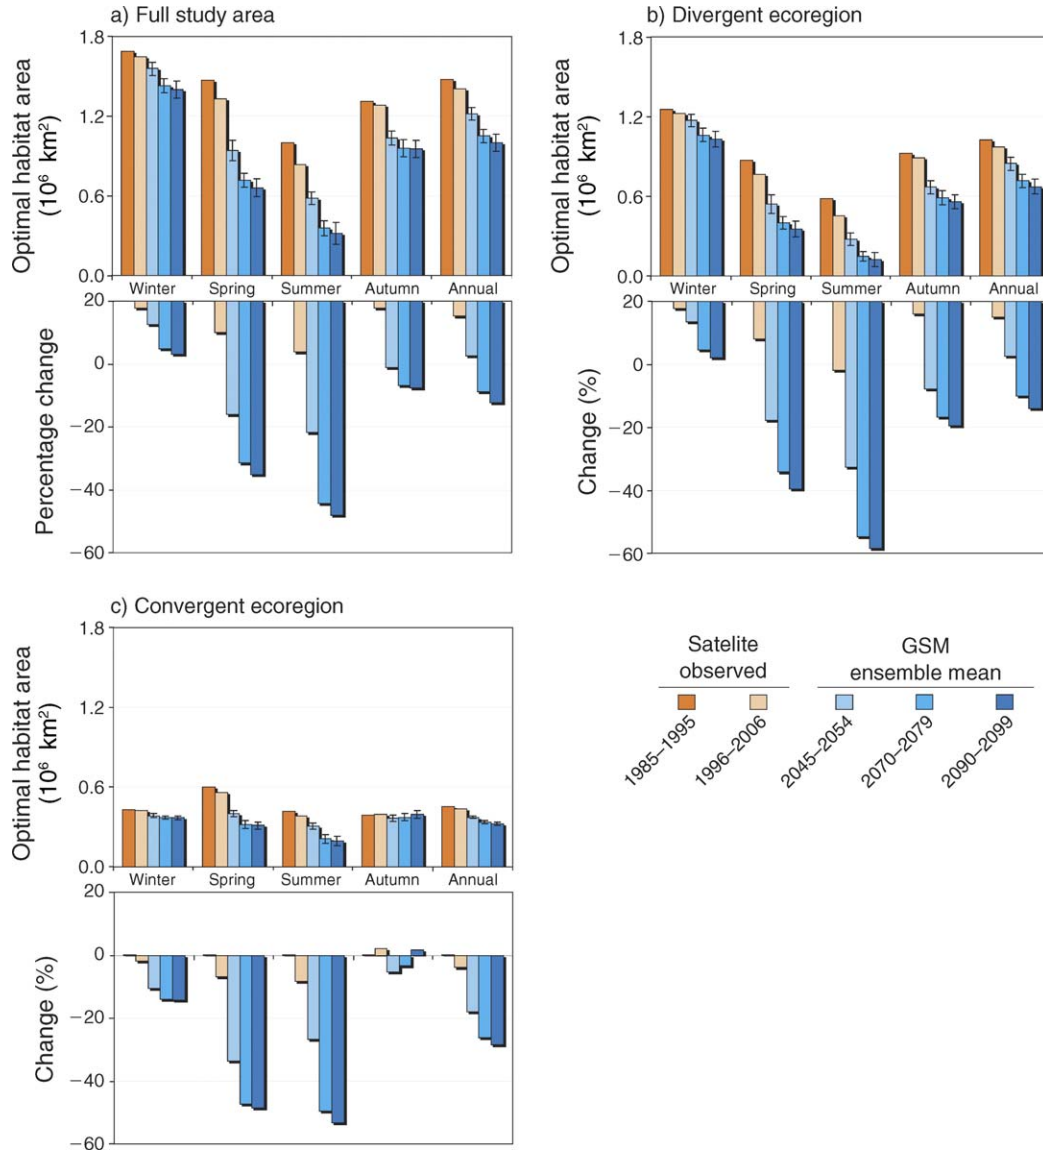 a) Full study area
Optimal habitat area
(10⁶ km²)
1.8
1.2
0.6
0.0
Winter Spring Summer Autumn Annual
Percentage change
20
0
−20
−40
−60
b) Divergent ecoregion
Optimal habitat area
(10⁶ km²)
1.8
1.2
0.6
0.0
Winter Spring Summer Autumn Annual
Change (%)
20
0
−20
−40
−60
c) Convergent ecoregion
Optimal habitat area
(10⁶ km²)
1.8
1.2
0.6
0.0
Winter Spring Summer Autumn Annual
Change (%)
20
0
−20
−40
−60
Satelite
observed
GSM
ensemble mean
1985–1995
1996–2006
2045–2054
2070–2079
2090–2099